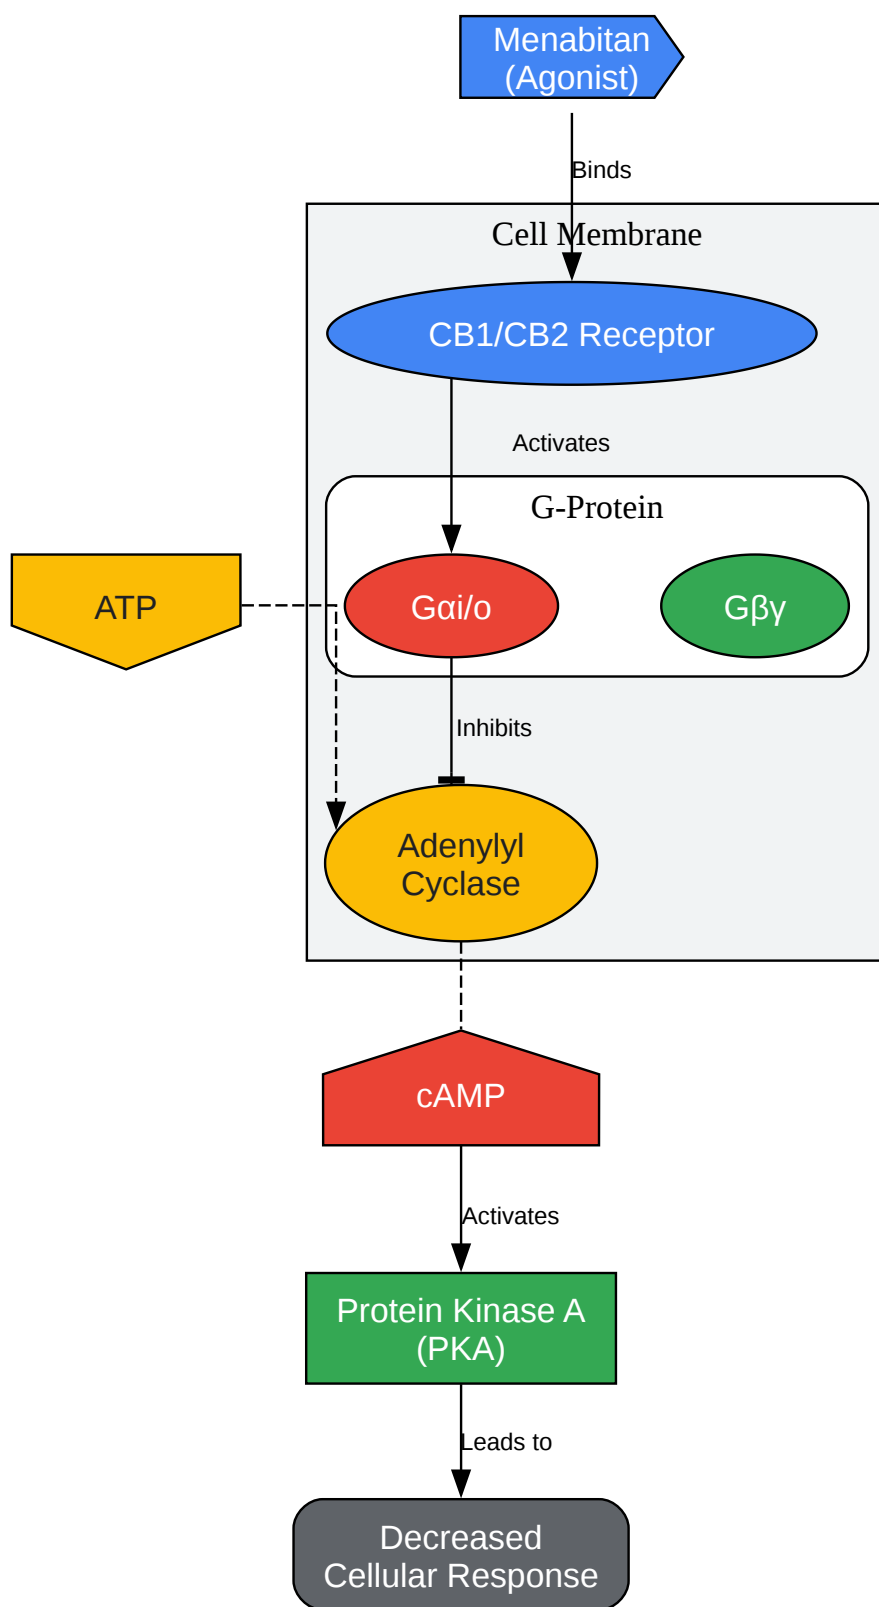 Menabitan
(Agonist)
Binds
Cell Membrane
CB1/CB2 Receptor
Activates
G-Protein
ATP
Gαi/o
Gβγ
Inhibits
Adenylyl
Cyclase
cAMP
Activates
Protein Kinase A
(PKA)
Leads to
Decreased
Cellular Response